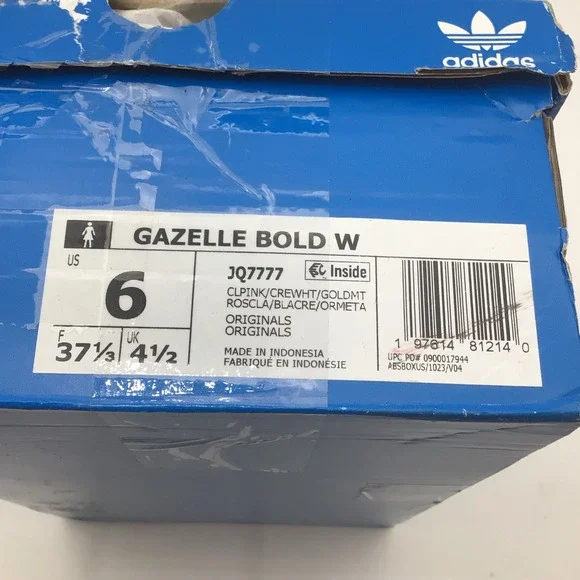 adidas
GAZELLE BOLD W
US
6
F
37⅓
UK
4½
JQ7777
Inside
CLPINK/CREWHT/GOLDMT
ROSCLA/BLACRE/ORMETA
ORIGINALS
ORIGINALS
MADE IN INDONESIA
FABRIQUÉ EN INDONÉSIE
1 97614 81214 0
UPC PO# 0900017944
ABSBOXUS/1023/V04